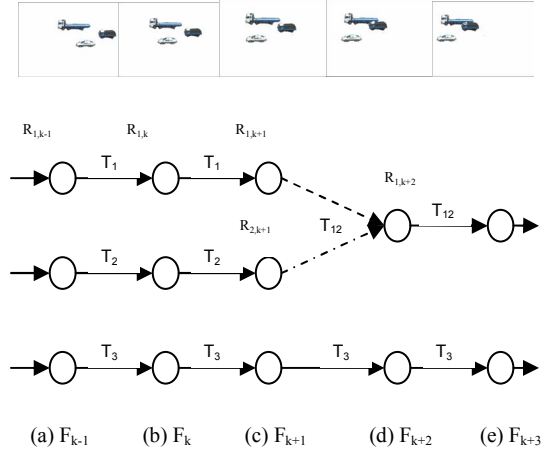 R1,k-1 R1,k R1,k+1
T1 T1
R1,k+2
T12
R2,k+1 T12
T2 T2
T3 T3 T3 T3
(a) Fk-1 (b) Fk (c) Fk+1 (d) Fk+2 (e) Fk+3